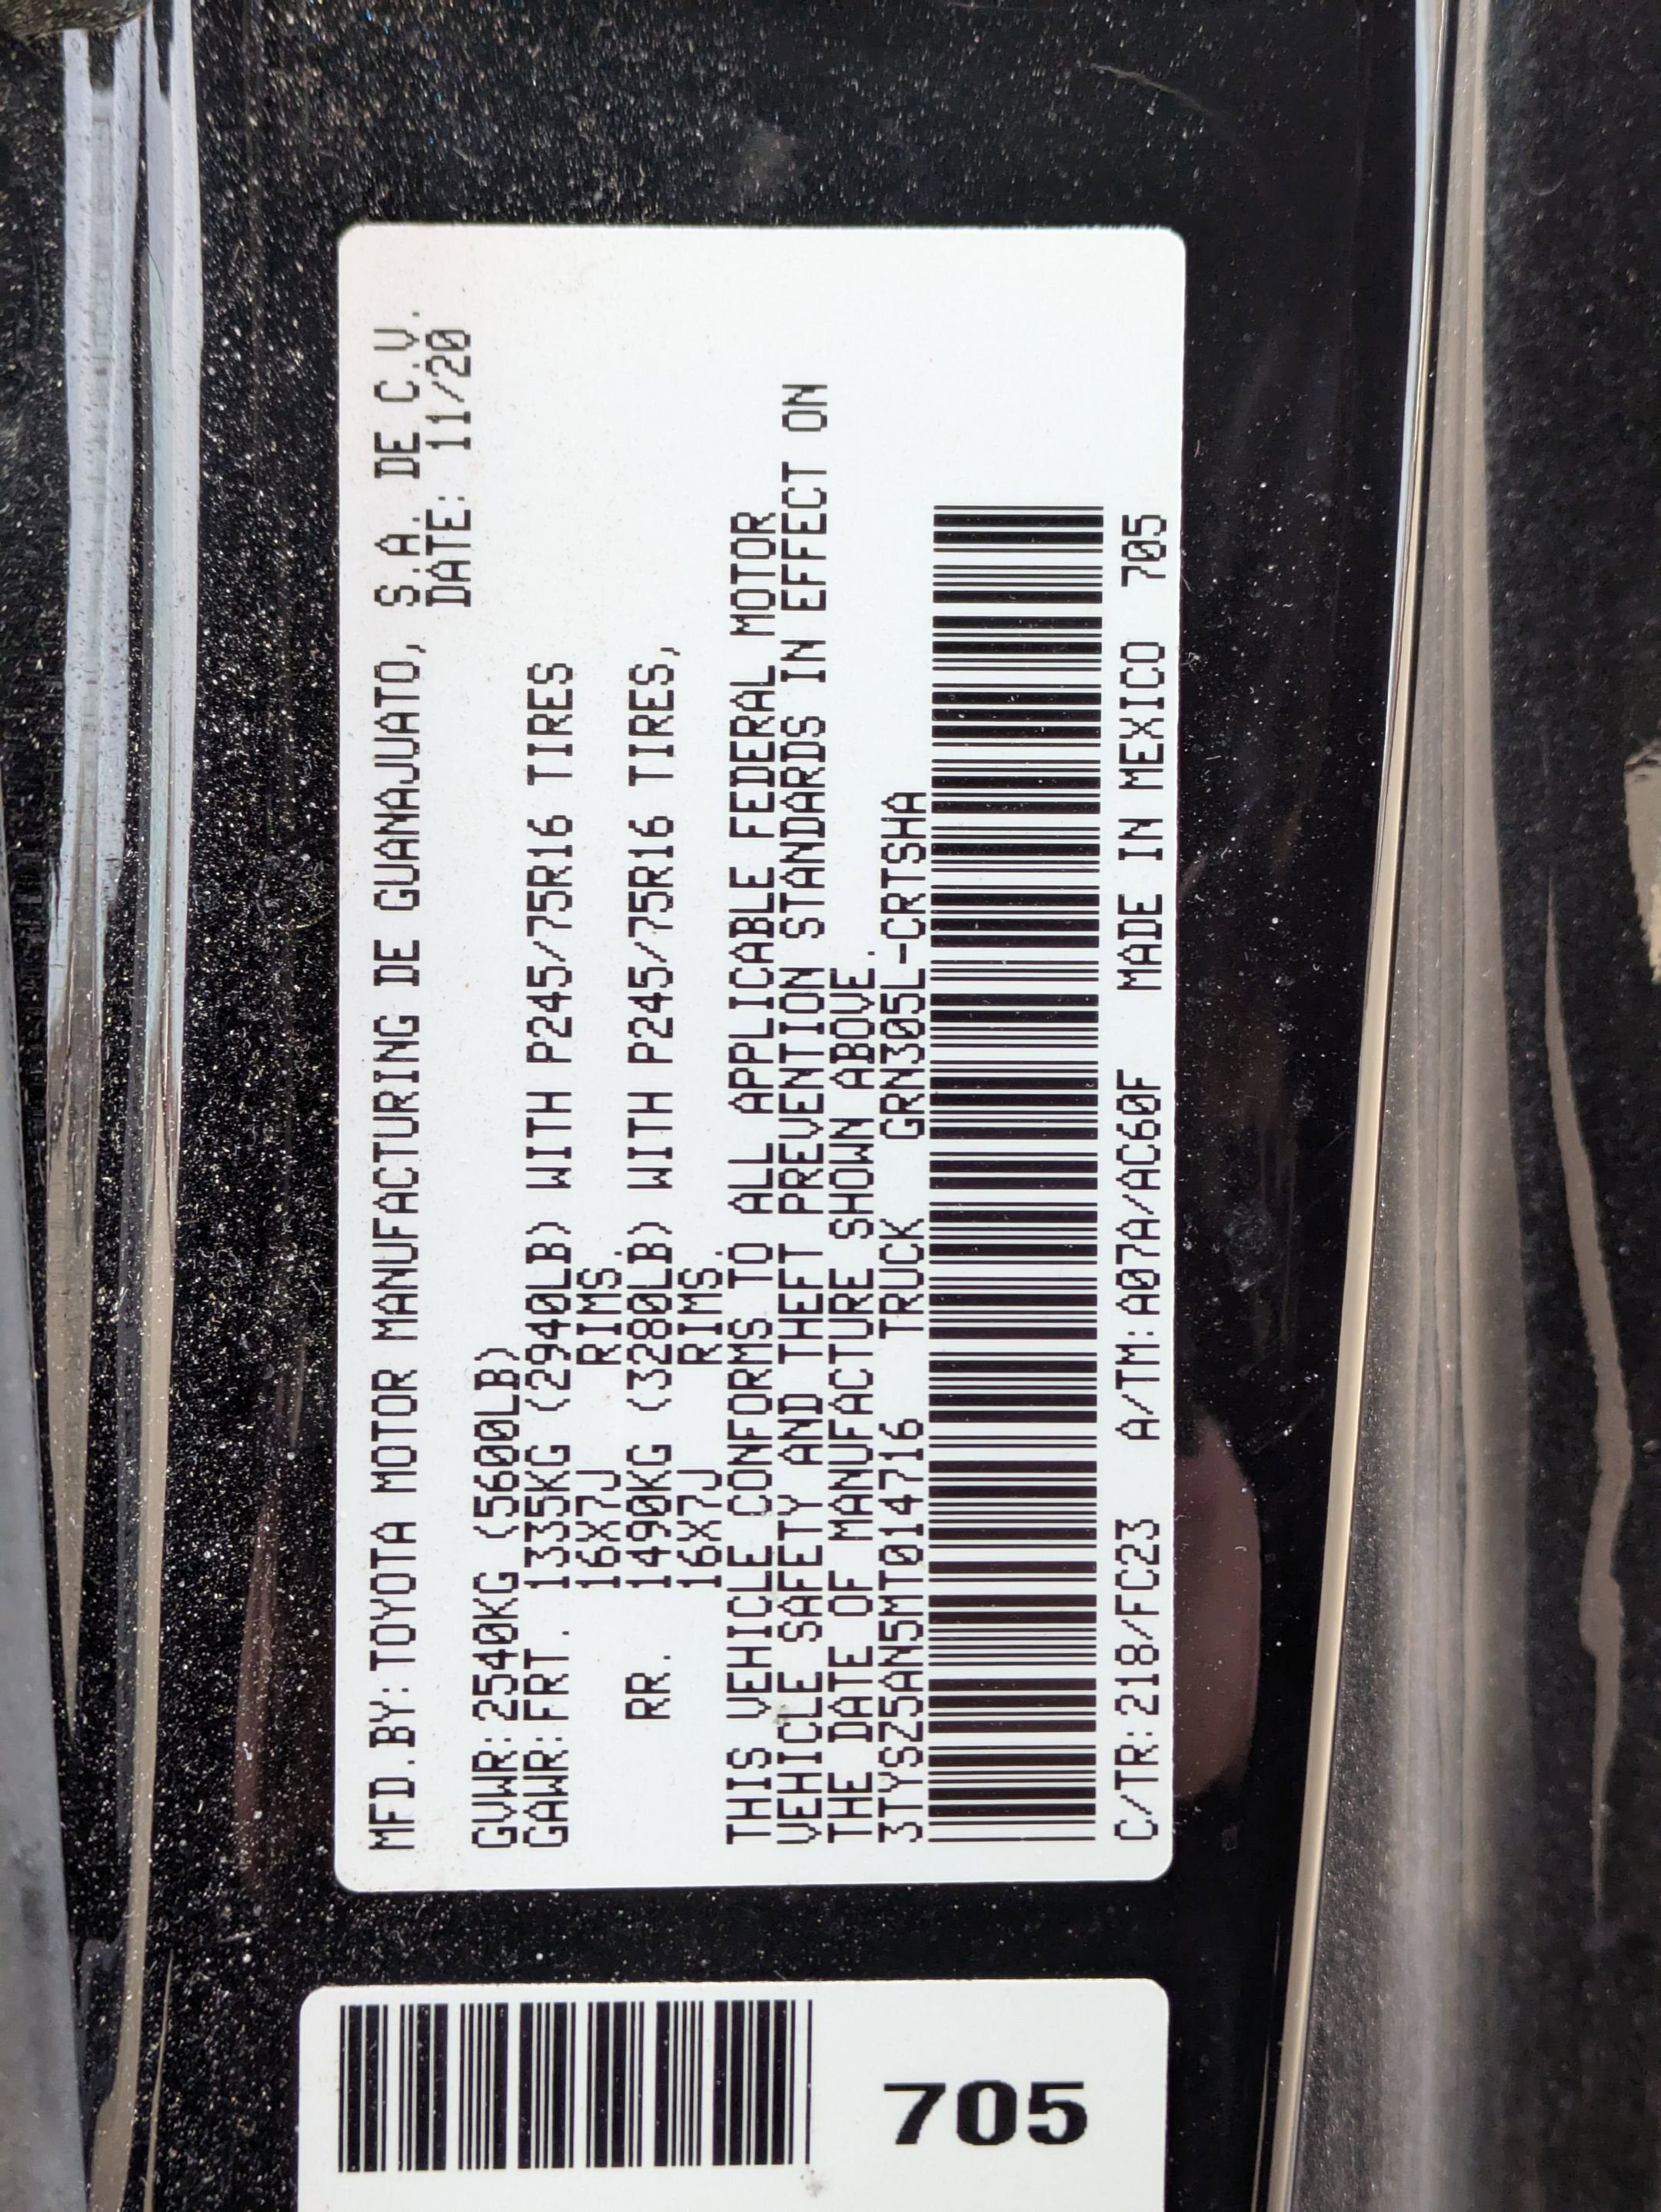 MFD.BY:TOYOTA MOTOR MANUFACTURING DE GUANAJUATO, S.A. DE C.V.
DATE: 11/20
GVWR:2540KG (5600LB)
GAWR:FRT. 1335KG (2940LB) WITH P245/75R16 TIRES
16X7J RIMS.
RR. 1490KG (3280LB) WITH P245/75R16 TIRES,
16X7J RIMS.
THIS VEHICLE CONFORMS TO ALL APPLICABLE FEDERAL MOTOR
VEHICLE SAFETY AND THEFT PREVENTION STANDARDS IN EFFECT ON
THE DATE OF MANUFACTURE SHOWN ABOVE.
3TYSZ5AN5MT014716 TRUCK GRN305L-CRTSHA
C/TR:218/FC23 A/TM:A07A/AC60F MADE IN MEXICO 705
705